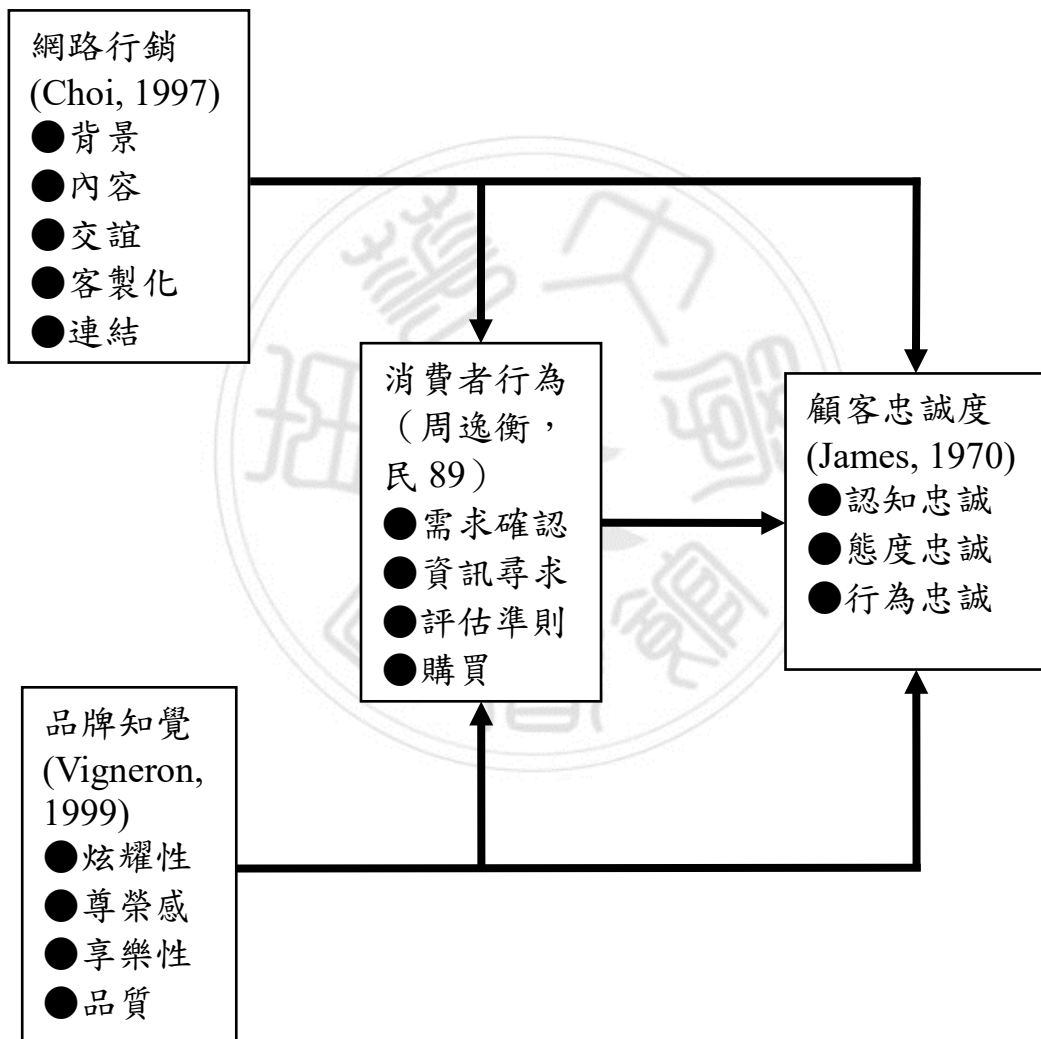 網路行銷
(Choi, 1997)
●背景
●內容
●交誼
●客製化
●連結
消費者行為
（周逸衡，
民 89）
●需求確認
●資訊尋求
●評估準則
●購買
顧客忠誠度
(James, 1970)
●認知忠誠
●態度忠誠
●行為忠誠
品牌知覺
(Vigneron,
1999)
●炫耀性
●尊榮感
●享樂性
●品質